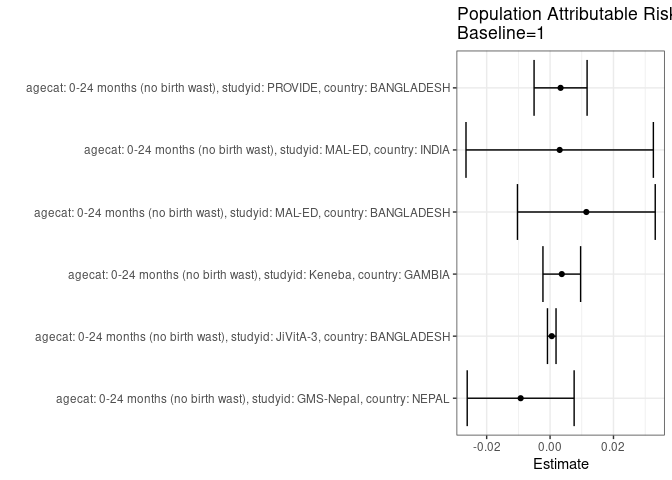 Population Attributable Risk
Baseline=1
agecat: 0-24 months (no birth wast), studyid: PROVIDE, country: BANGLADESH
agecat: 0-24 months (no birth wast), studyid: MAL-ED, country: INDIA
agecat: 0-24 months (no birth wast), studyid: MAL-ED, country: BANGLADESH
agecat: 0-24 months (no birth wast), studyid: Keneba, country: GAMBIA
agecat: 0-24 months (no birth wast), studyid: JiVitA-3, country: BANGLADESH
agecat: 0-24 months (no birth wast), studyid: GMS-Nepal, country: NEPAL
-0.02 0.00 0.02
Estimate